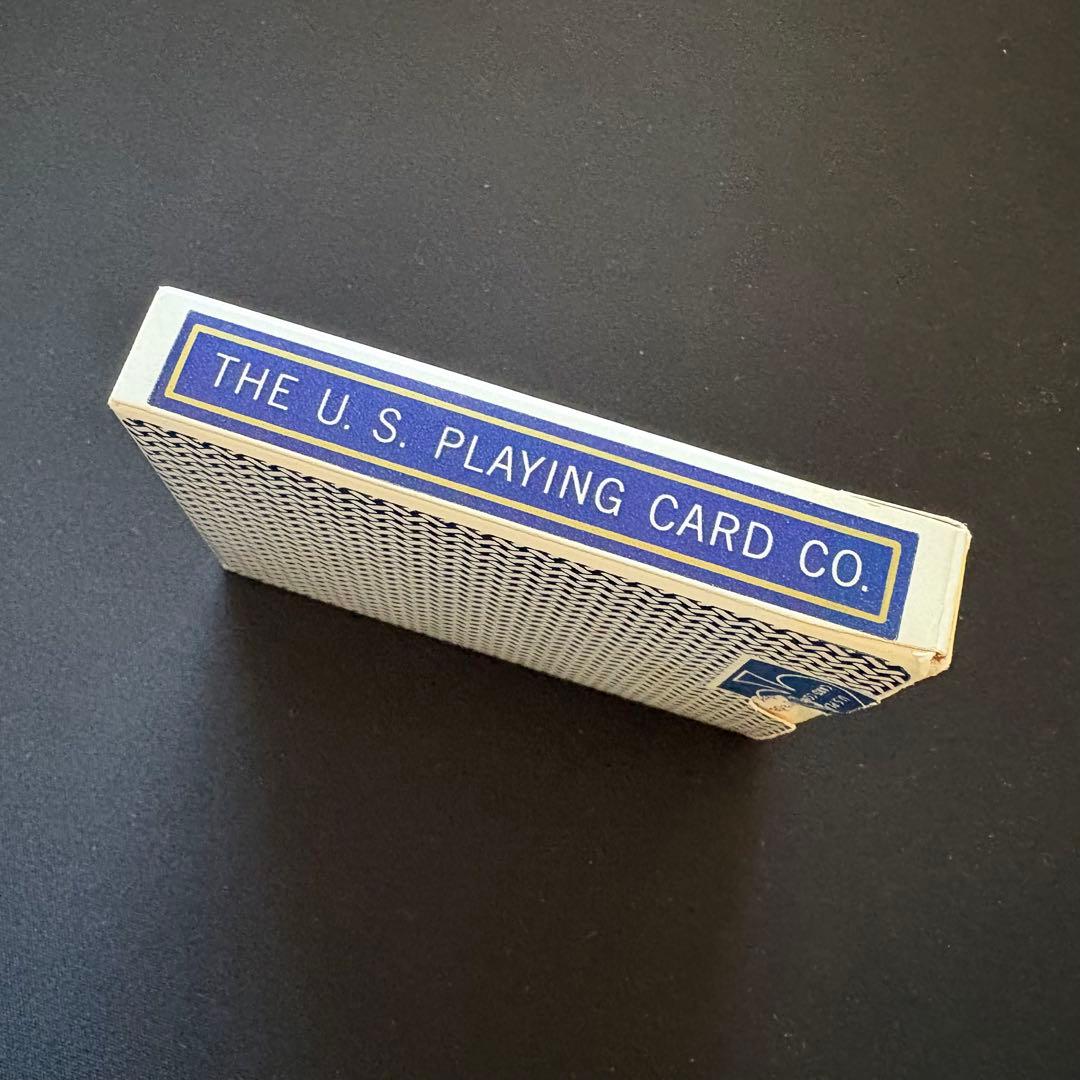 THE U. S. PLAYING CARD CO.